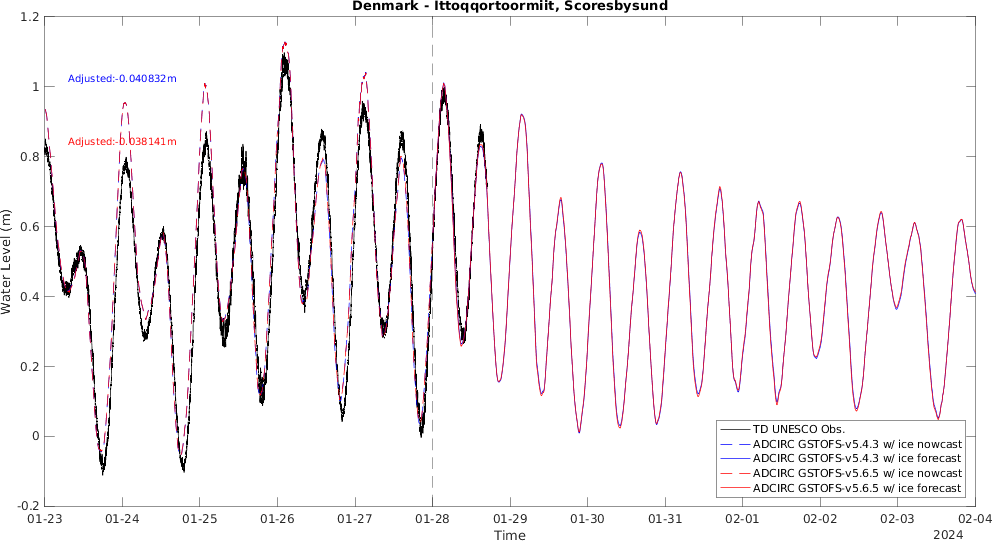 Denmark - Ittoqqortoormiit, Scoresbysund
1.2
1
0.8
0.6
0.4
0.2
0
-0.2
Water Level (m)
Adjusted:-0.040832m
Adjusted:-0.038141m
TD UNESCO Obs.
ADCIRC GSTOFS-v5.4.3 w/ ice nowcast
ADCIRC GSTOFS-v5.4.3 w/ ice forecast
ADCIRC GSTOFS-v5.6.5 w/ ice nowcast
ADCIRC GSTOFS-v5.6.5 w/ ice forecast
01-23 01-24 01-25 01-26 01-27 01-28 01-29 01-30 01-31 02-01 02-02 02-03 02-04
Time
2024